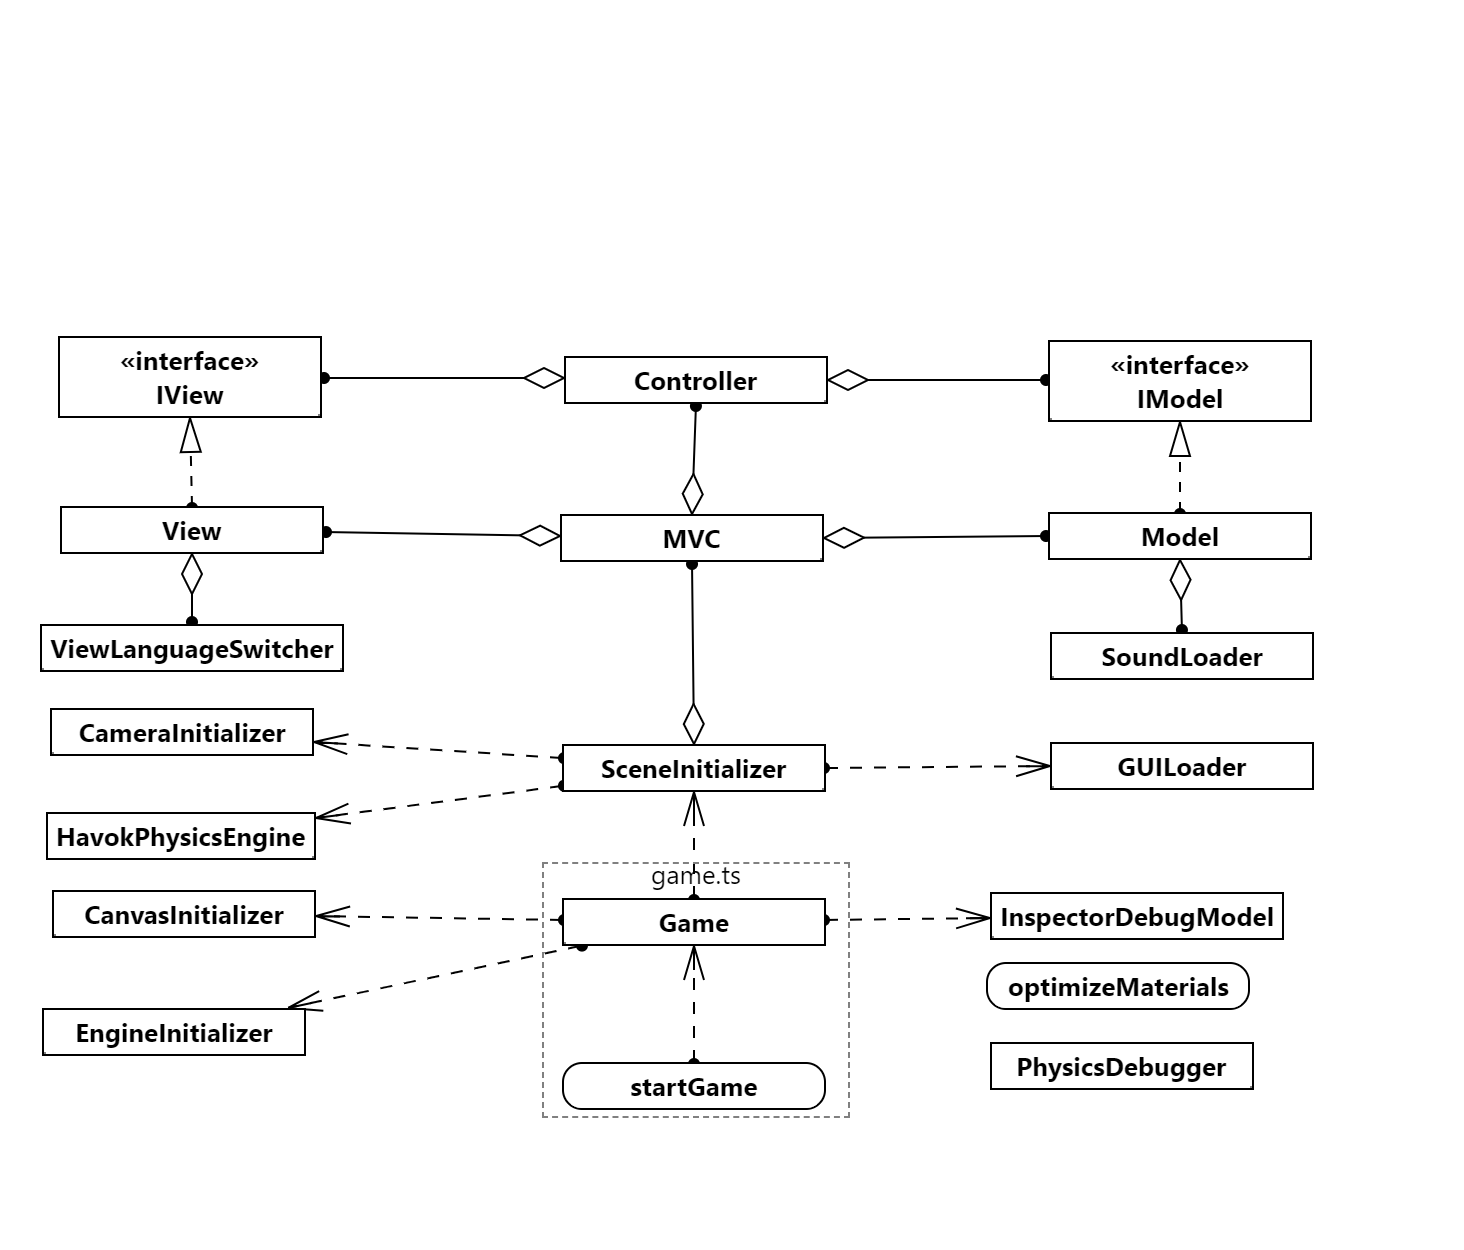 «interface»
IView
Controller
«interface»
IModel
View
MVC
Model
ViewLanguageSwitcher
SoundLoader
CameraInitializer
SceneInitializer
GUILoader
HavokPhysicsEngine
game.ts
CanvasInitializer
Game
InspectorDebugModel
optimizeMaterials
EngineInitializer
PhysicsDebugger
startGame